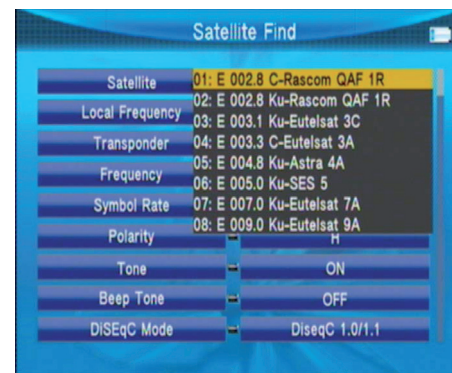 Satellite Find
Satellite
01: E 002.8 C-Rascom QAF 1R
02: E 002.8 Ku-Rascom QAF 1R
Local Frequency
03: E 003.1 Ku-Eutelsat 3C
Transponder
04: E 003.3 C-Eutelsat 3A
05: E 004.8 Ku-Astra 4A
Frequency
06: E 005.0 Ku-SES 5
Symbol Rate
07: E 007.0 Ku-Eutelsat 7A
08: E 009.0 Ku-Eutelsat 9A
Polarity H
Tone ON
Beep Tone OFF
DiSEqC Mode DiseqC 1.0/1.1